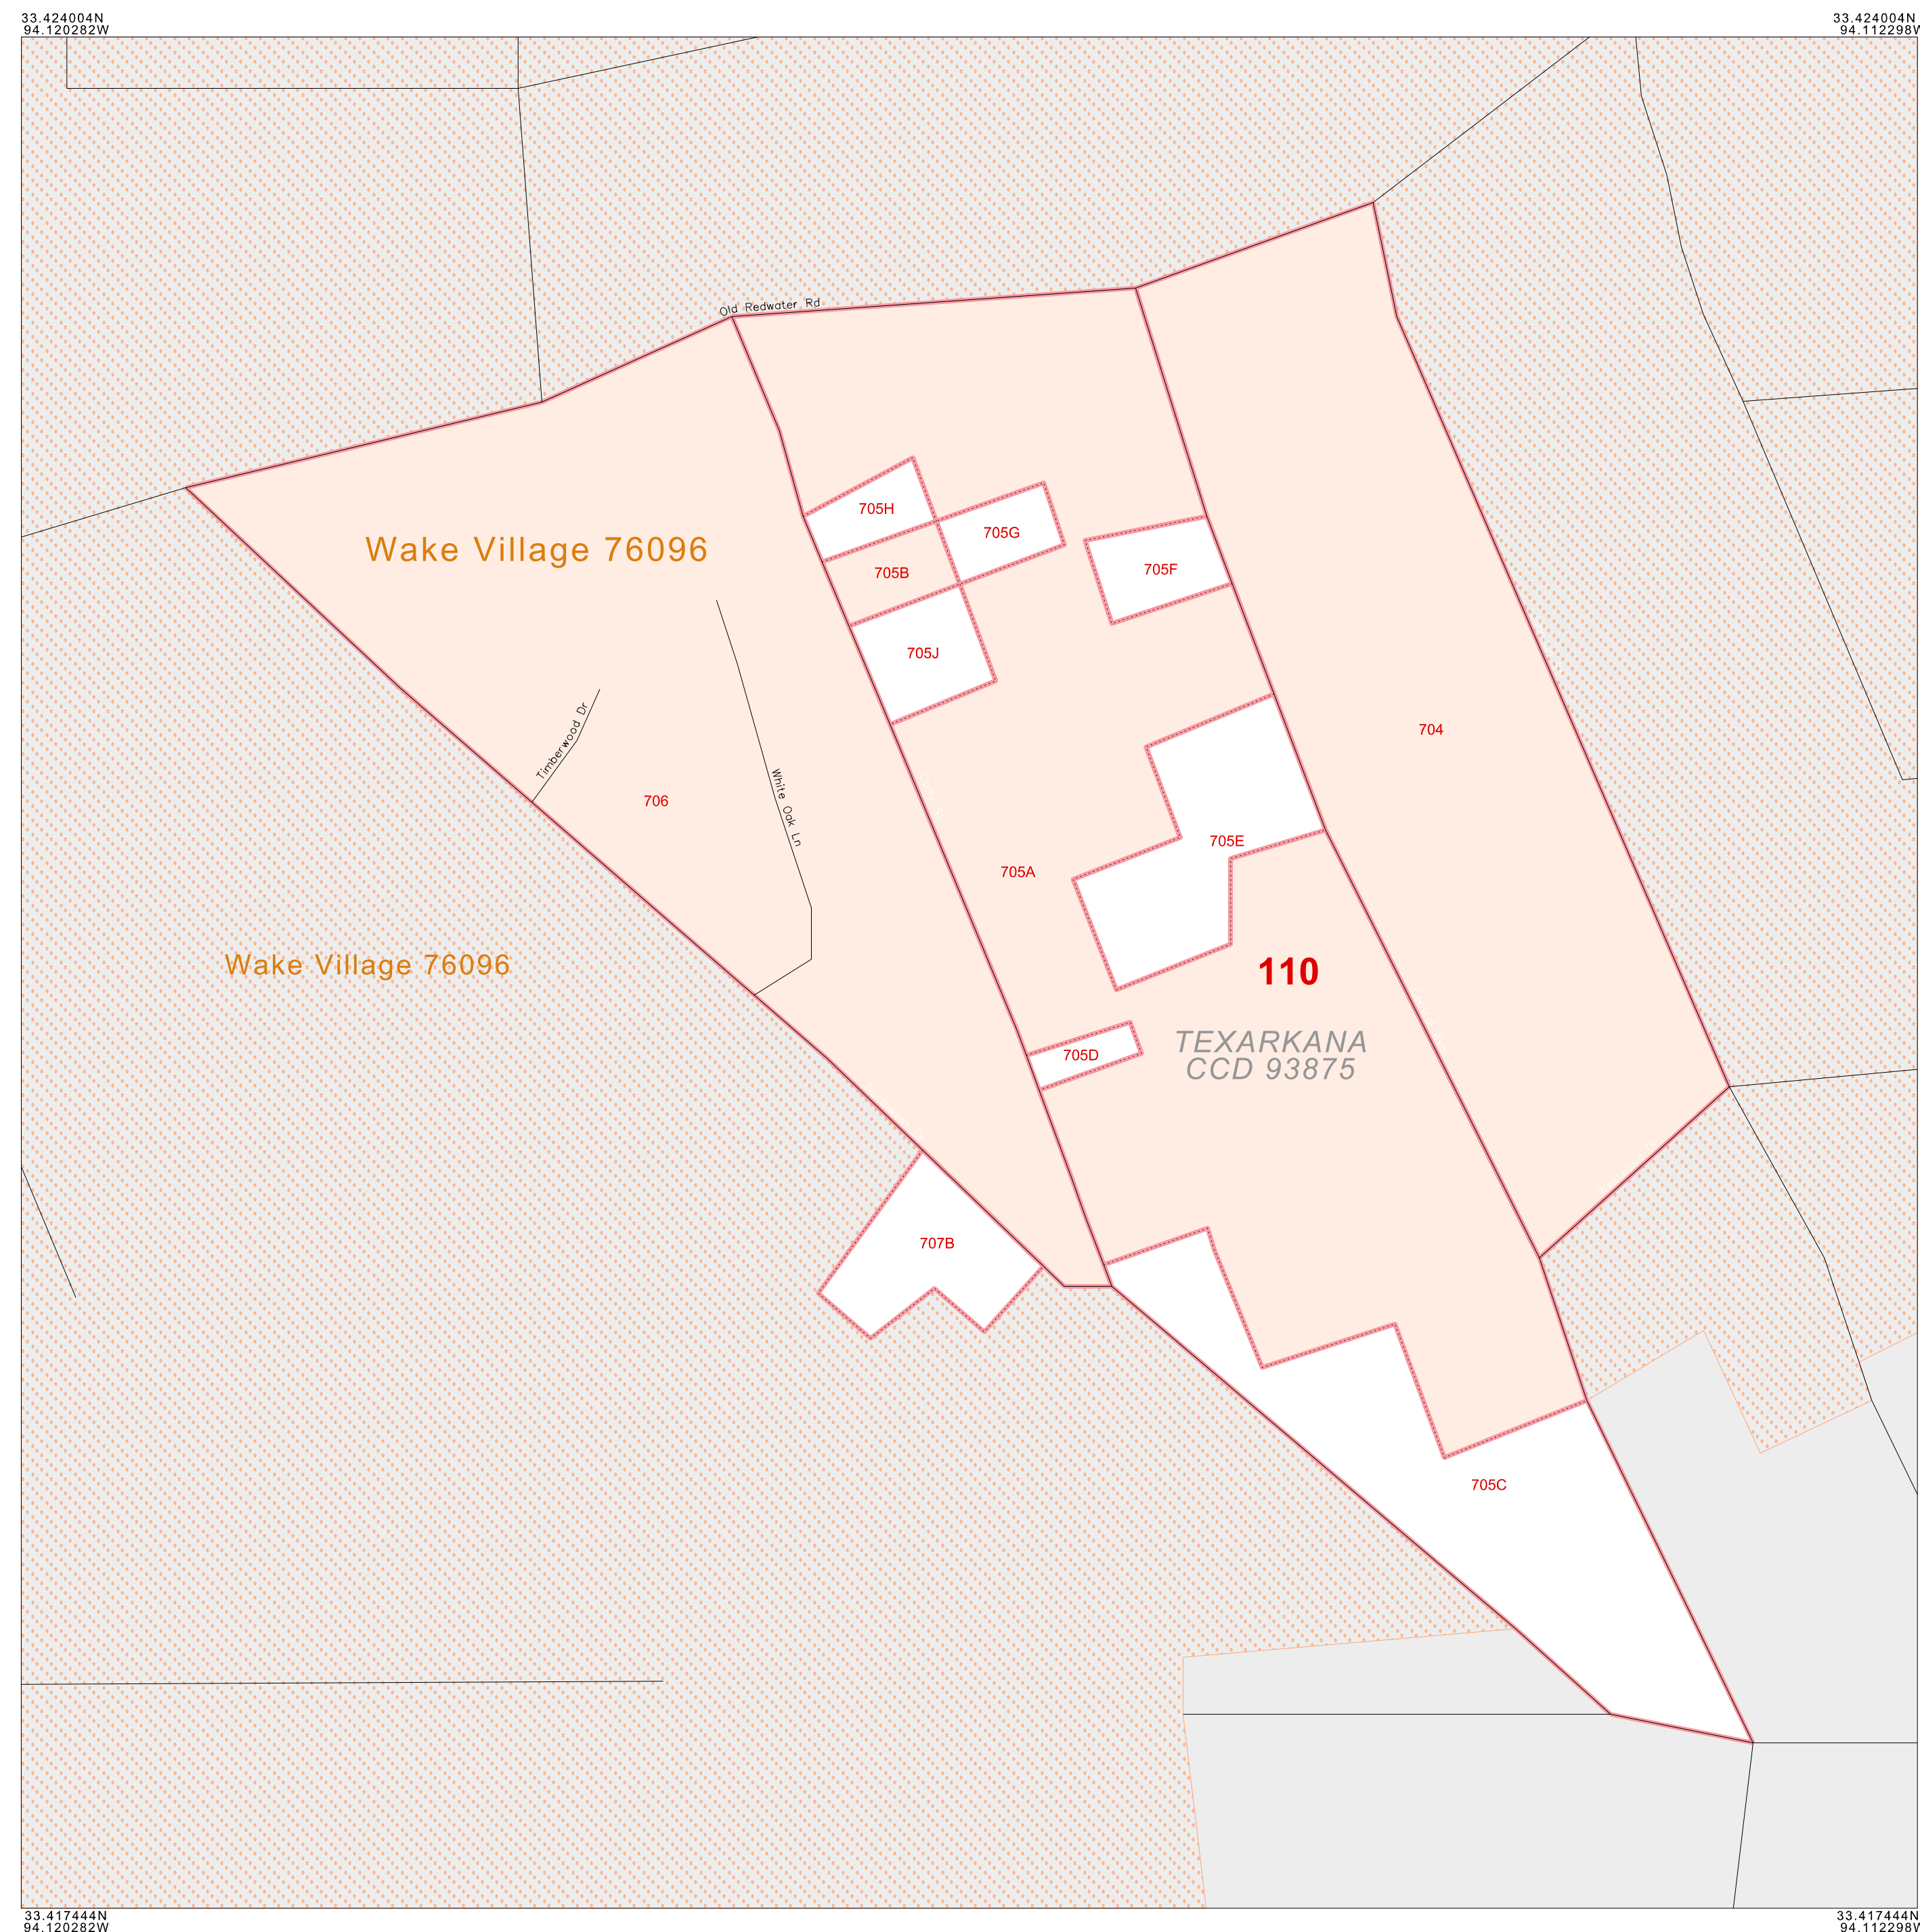 33.424004N
94.120282W
33.424004N
94.112298W
Old Redwater Rd
705H
705G
Wake Village 76096
705F
705B
705J
Timberwood Dr
704
White Oak Ln
706
705E
705A
Wake Village 76096
110
TEXARKANA
CCD 93875
705D
707B
705C
33.417444N
94.120282W
33.417444N
94.112298W